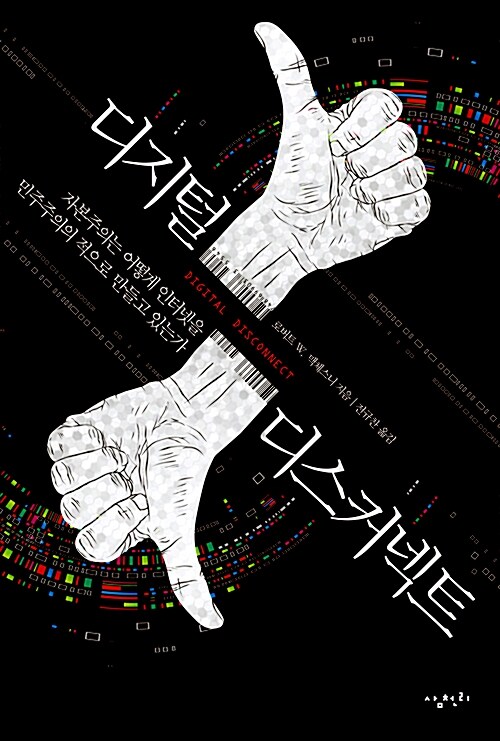 디지털
자본주의는 어떻게 인터넷을
민주주의의 적으로 만들고 있는가
DIGITAL DISCONNECT
로버트 W. 맥체스니 지음 | 전규찬 옮김
디스커넥트
삼천리